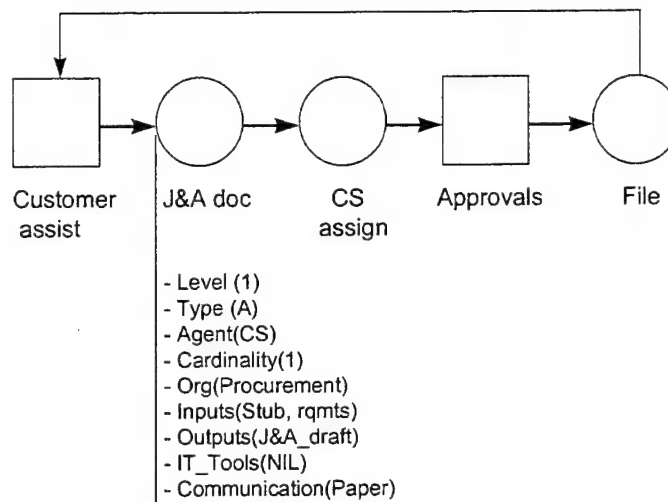 Customer assist
J&A doc
CS assign
Approvals
File
- Level (1)
- Type (A)
- Agent(CS)
- Cardinality(1)
- Org(Procurement)
- Inputs(Stub, rqmts)
- Outputs(J&A_draft)
- IT_Tools(NIL)
- Communication(Paper)